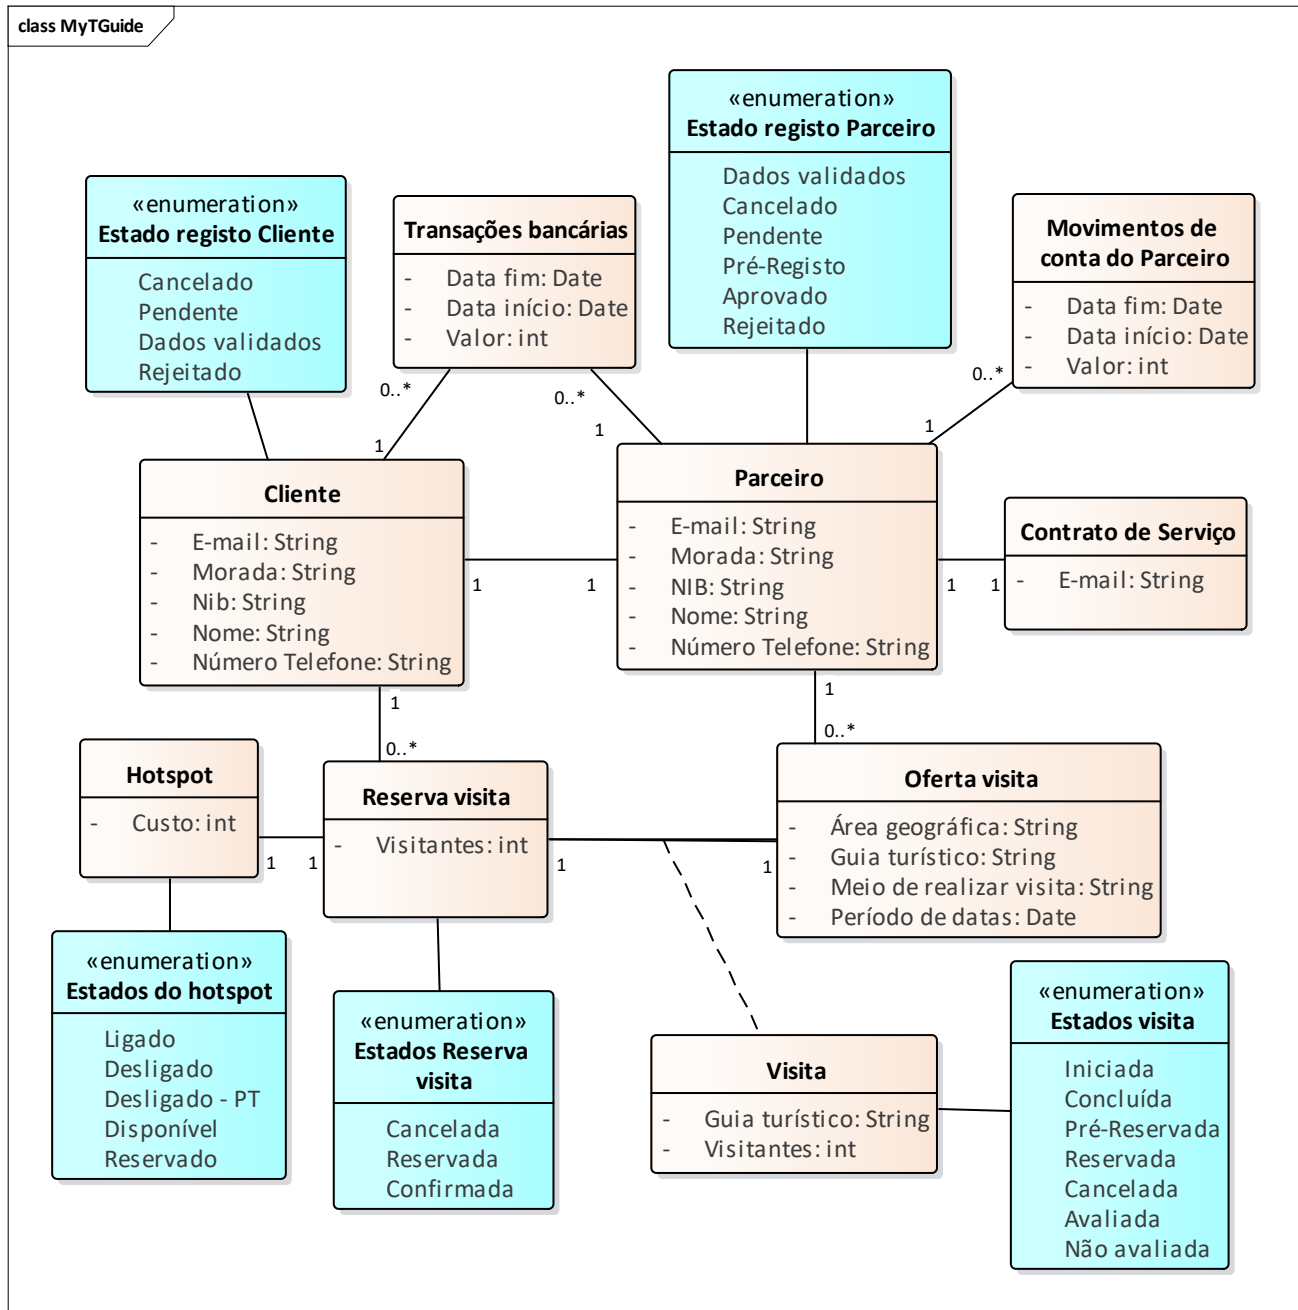 class MyTGuide
«enumeration»
Estado registo Parceiro
Dados validados
Cancelado
Pendente
Pré-Registo
Aprovado
Rejeitado
«enumeration»
Estado registo Cliente
Cancelado
Pendente
Dados validados
Rejeitado
Transações bancárias
- Data fim: Date
- Data início: Date
- Valor: int
Movimentos de
conta do Parceiro
- Data fim: Date
- Data início: Date
- Valor: int
0..*
1
0..*
1
0..*
1
Cliente
- E-mail: String
- Morada: String
- Nib: String
- Nome: String
- Número Telefone: String
1
1
Parceiro
- E-mail: String
- Morada: String
- NIB: String
- Nome: String
- Número Telefone: String
1
1
Contrato de Serviço
- E-mail: String
1
0..*
1
0..*
Hotspot
- Custo: int
1
1
Reserva visita
- Visitantes: int
1
1
Oferta visita
- Área geográfica: String
- Guia turístico: String
- Meio de realizar visita: String
- Período de datas: Date
«enumeration»
Estados do hotspot
Ligado
Desligado
Desligado - PT
Disponível
Reservado
«enumeration»
Estados Reserva
visita
Cancelada
Reservada
Confirmada
Visita
- Guia turístico: String
- Visitantes: int
«enumeration»
Estados visita
Iniciada
Concluída
Pré-Reservada
Reservada
Cancelada
Avaliada
Não avaliada